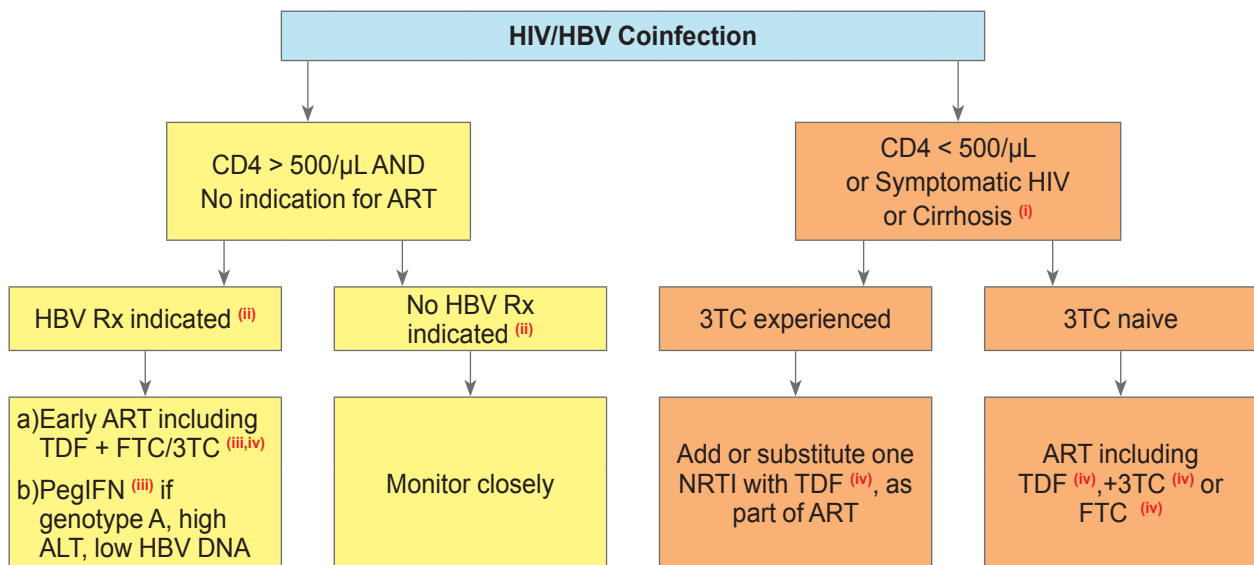 HIV/HBV Coinfection
CD4 > 500/µL AND
No indication for ART
CD4 < 500/µL
or Symptomatic HIV
or Cirrhosis (i)
HBV Rx indicated (ii)
No HBV Rx
indicated (ii)
3TC experienced
3TC naive
a)Early ART including
TDF + FTC/3TC (iii,iv)
b)PegIFN (iii) if
genotype A, high
ALT, low HBV DNA
Monitor closely
Add or substitute one
NRTI with TDF (iv), as
part of ART
ART including
TDF (iv),+3TC (iv) or
FTC (iv)